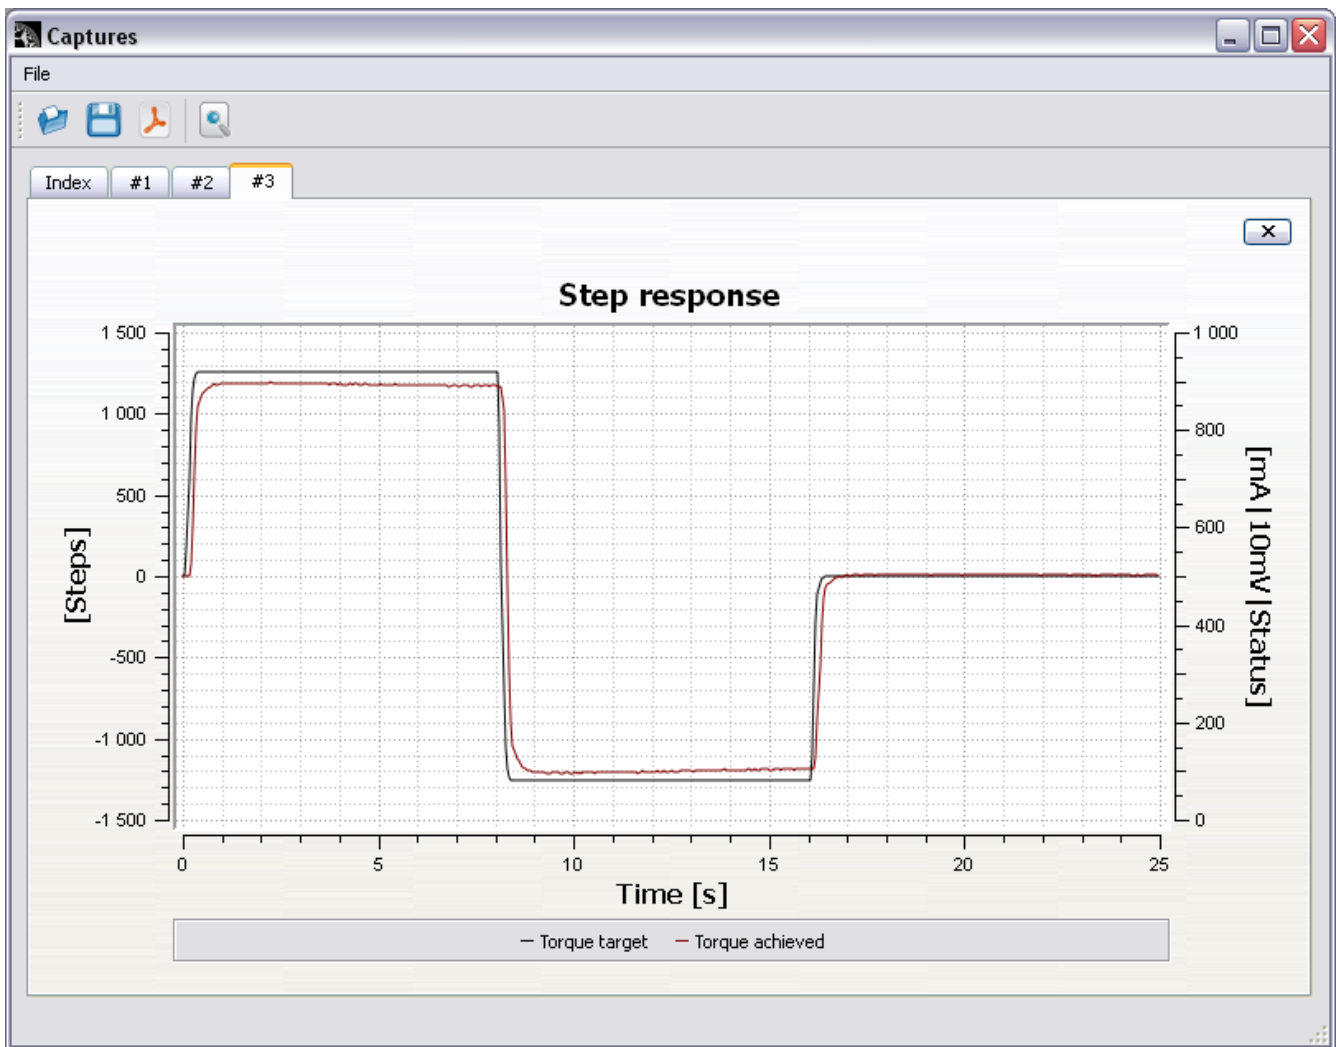 Captures
File
Index #1 #2 #3
Step response
1 500
1 000
500
0
-500
-1 000
-1 500
[Steps]
1 000
800
600
400
200
0
[mA|10mV|Status]
0 5 10 15 20 25
Time [s]
Torque target Torque achieved